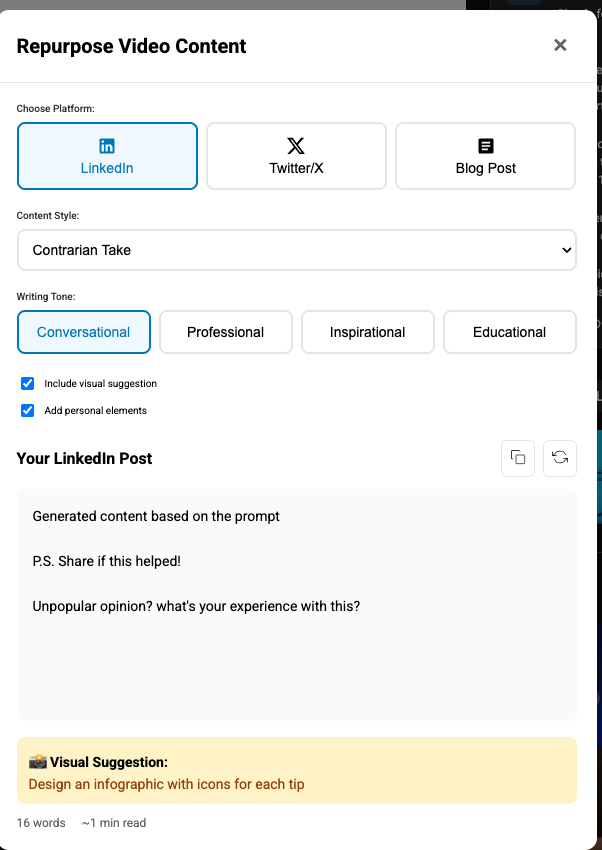 Repurpose Video Content
Choose Platform:
LinkedIn
Twitter/X
Blog Post
Content Style:
Contrarian Take
Writing Tone:
Conversational
Professional
Inspirational
Educational
Include visual suggestion
Add personal elements
Your LinkedIn Post
Generated content based on the prompt
P.S. Share if this helped!
Unpopular opinion? what's your experience with this?
📸 Visual Suggestion:
Design an infographic with icons for each tip
16 words ~1 min read